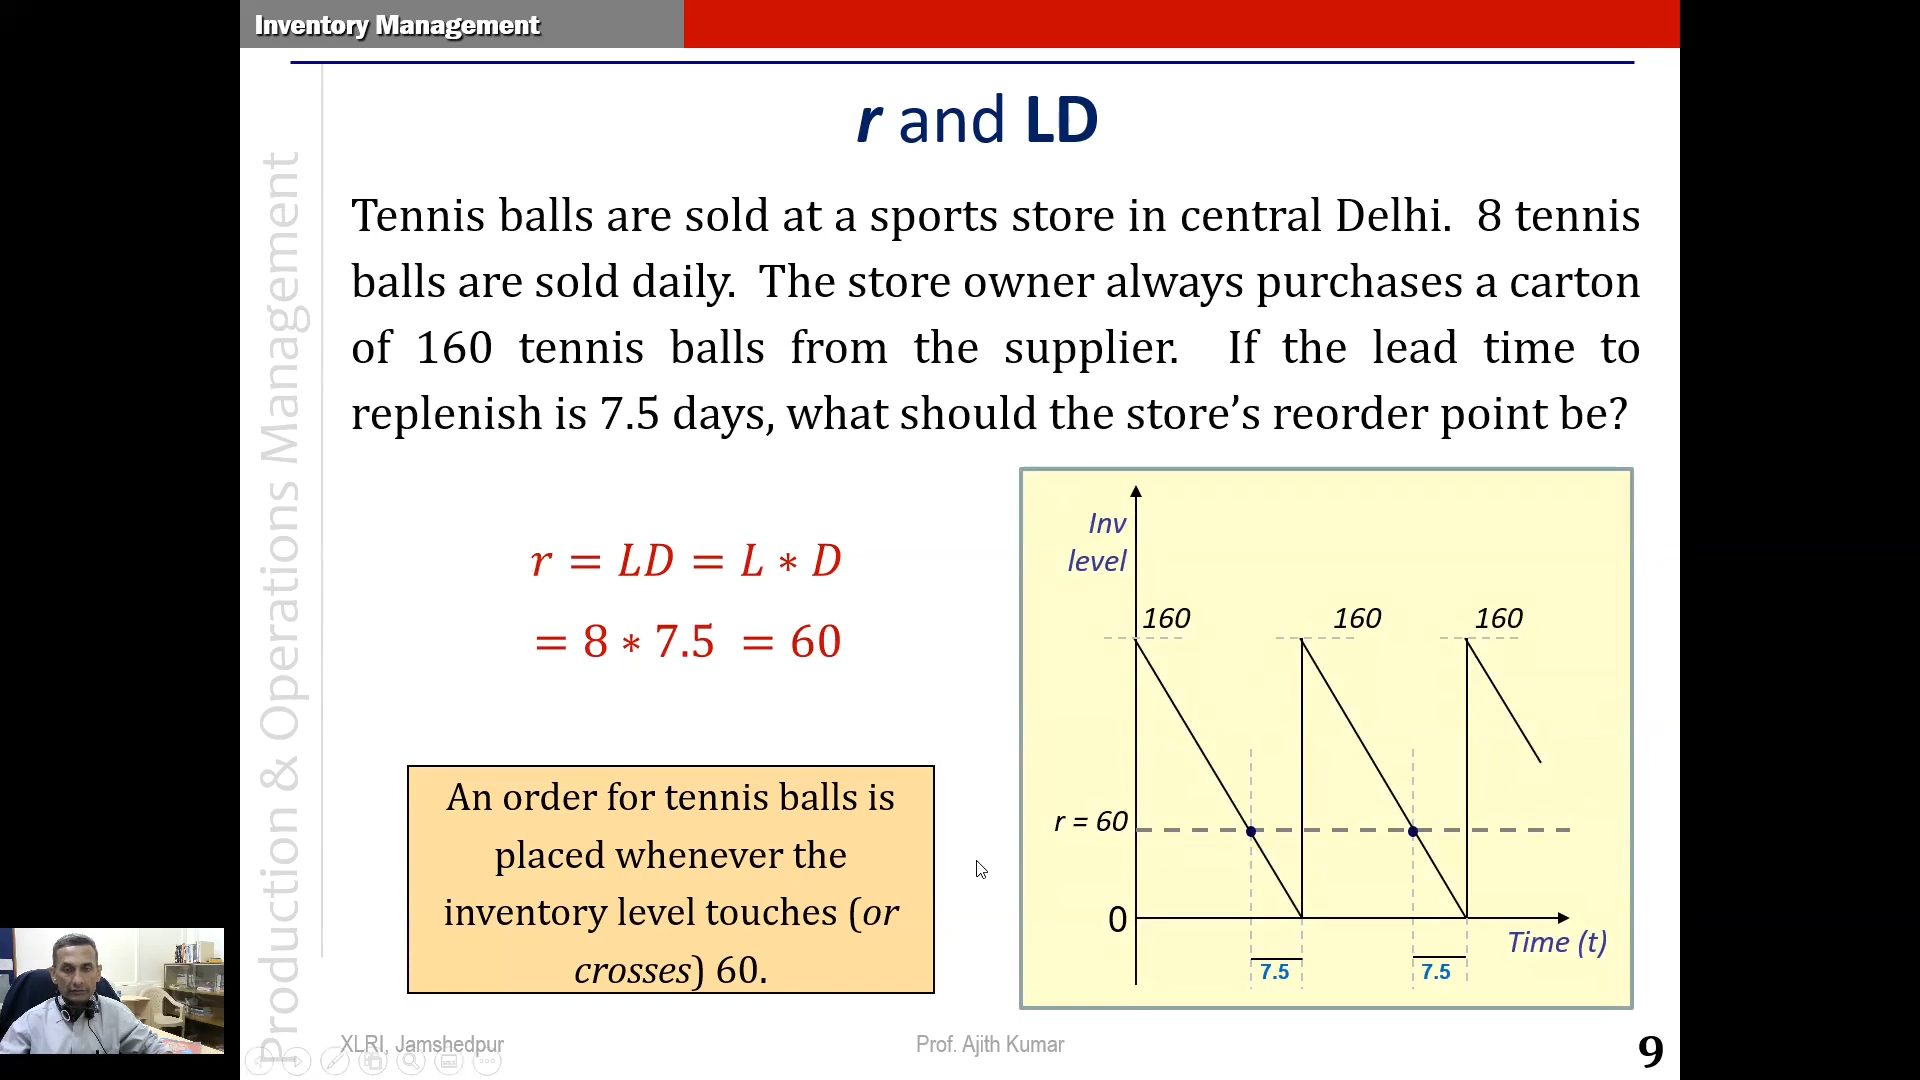 Inventory Management
r and LD
Production & Operations Management
Tennis balls are sold at a sports store in central Delhi. 8 tennis
balls are sold daily. The store owner always purchases a carton
of 160 tennis balls from the supplier. If the lead time to
replenish is 7.5 days, what should the store's reorder point be?
r = LD = L * D
= 8 * 7.5 = 60
An order for tennis balls is
placed whenever the
inventory level touches (or
crosses) 60.
Inv
level
160 160 160
r = 60
0
Time (t)
7.5 7.5
XLRI, Jamshedpur
Prof. Ajith Kumar
9